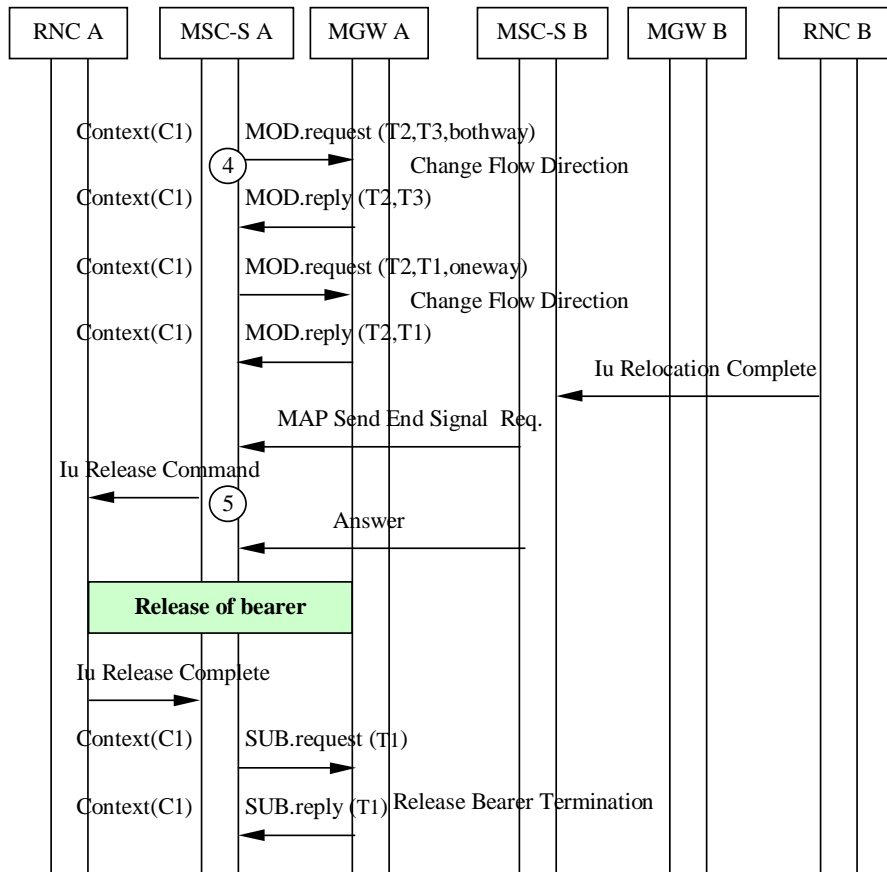 RNC A
MSC-S A
MGW A
MSC-S B
MGW B
RNC B
Context(C1)
MOD.request (T2,T3,bothway)
4
Change Flow Direction
Context(C1)
MOD.reply (T2,T3)
Context(C1)
MOD.request (T2,T1,oneway)
Change Flow Direction
Context(C1)
MOD.reply (T2,T1)
Iu Relocation Complete
MAP Send End Signal Req.
Iu Release Command
5
Answer
Release of bearer
Iu Release Complete
Context(C1)
SUB.request (T1)
Context(C1)
SUB.reply (T1)
Release Bearer Termination